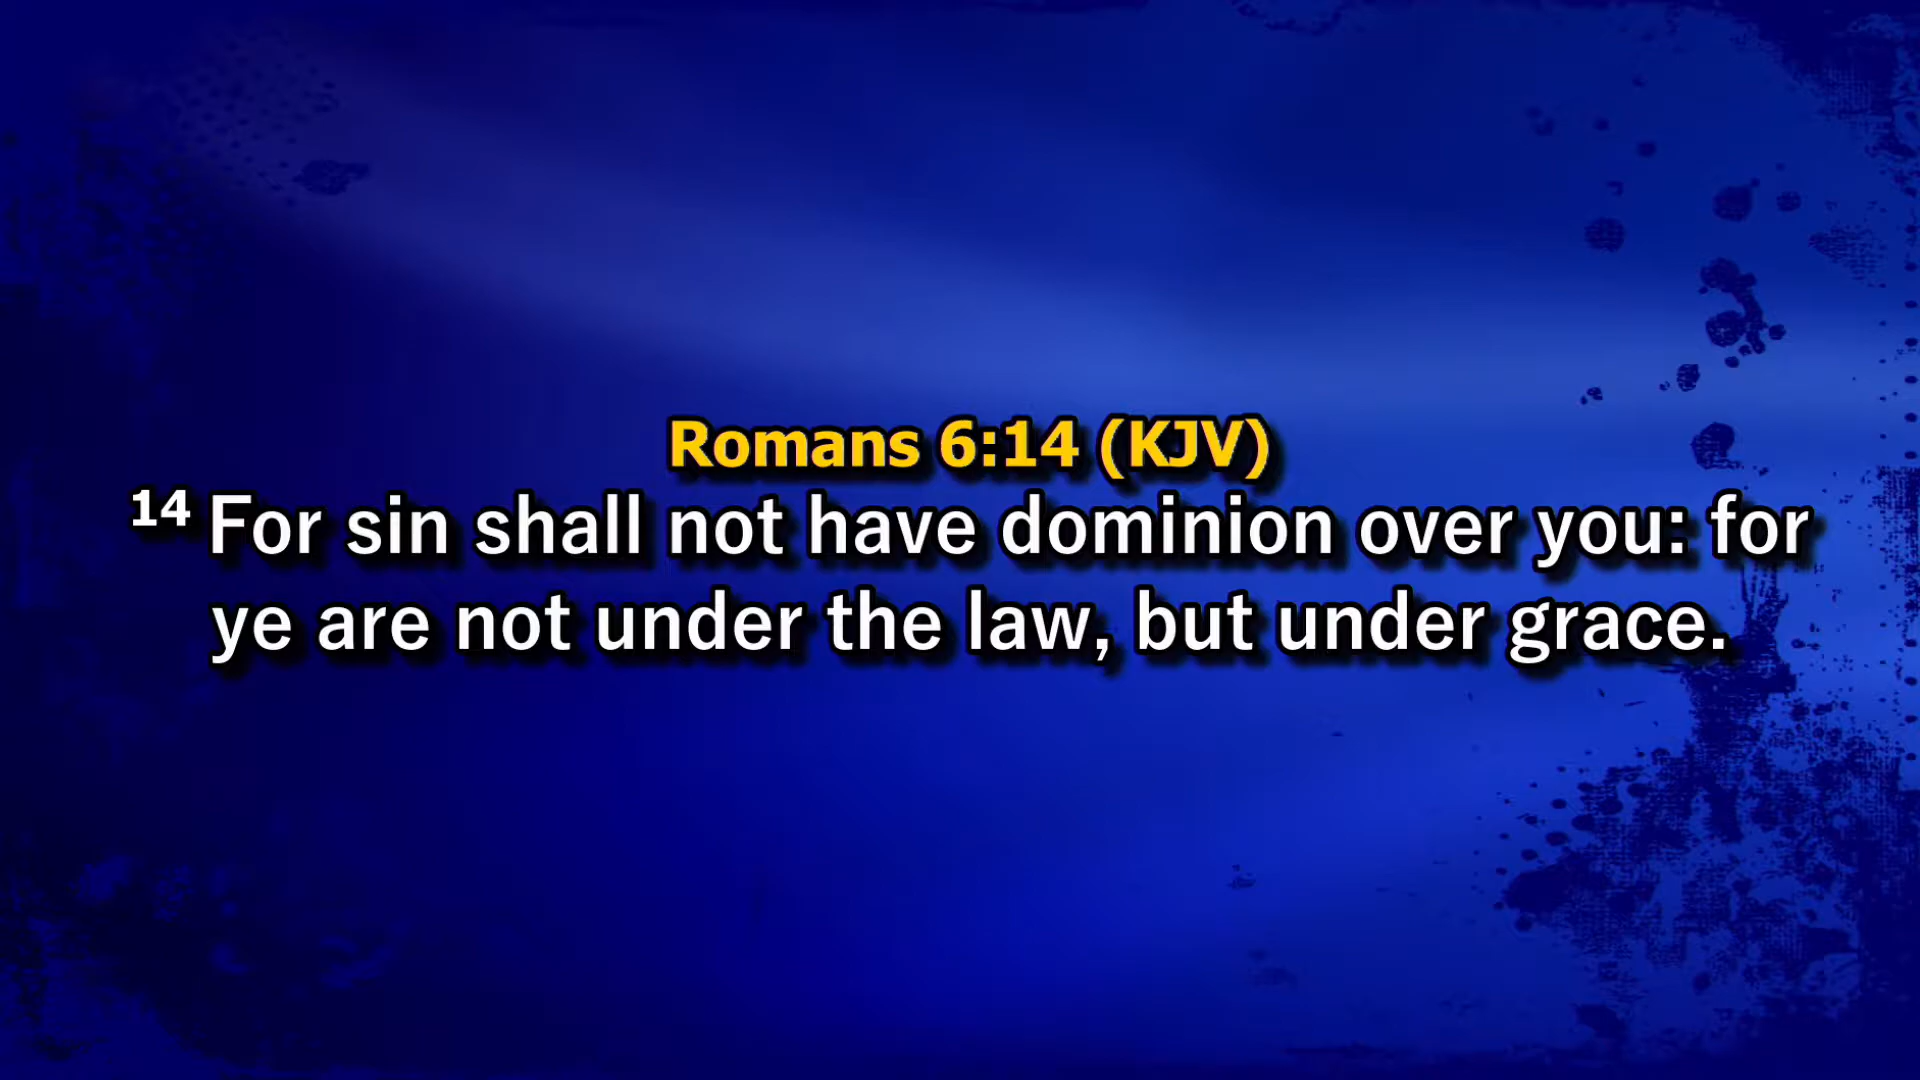 Romans 6:14 (KJV)
14 For sin shall not have dominion over you: for
ye are not under the law, but under grace.